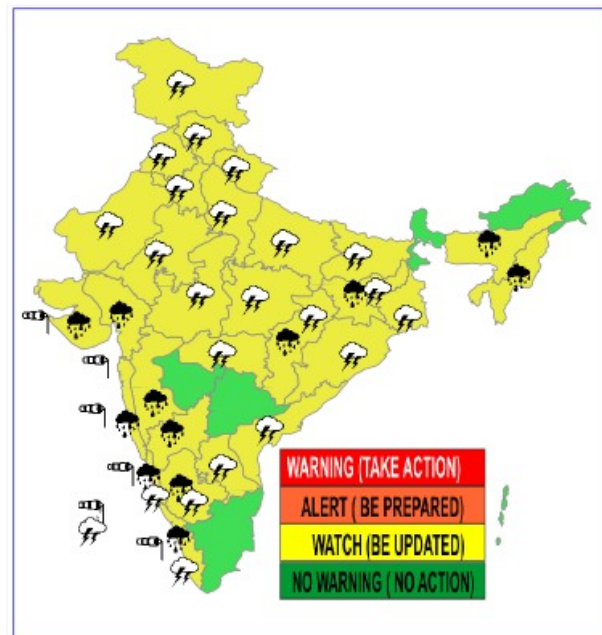 WARNING (TAKE ACTION)
ALERT ( BE PREPARED)
WATCH (BE UPDATED)
NO WARNING ( NO ACTION)